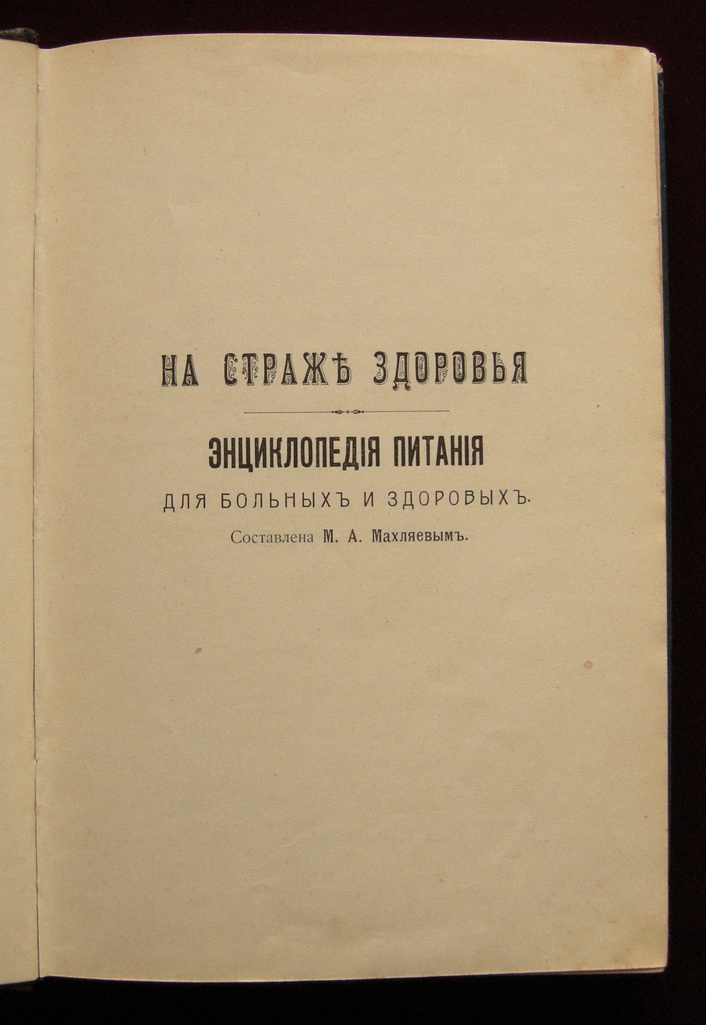 НА СТРАЖѢ ЗДОРОВЬЯ
ЭНЦИКЛОПЕДІЯ ПИТАНІЯ
ДЛЯ БОЛЬНЫХЪ И ЗДОРОВЫХЪ.
Составлена М. А. Махляевымъ.